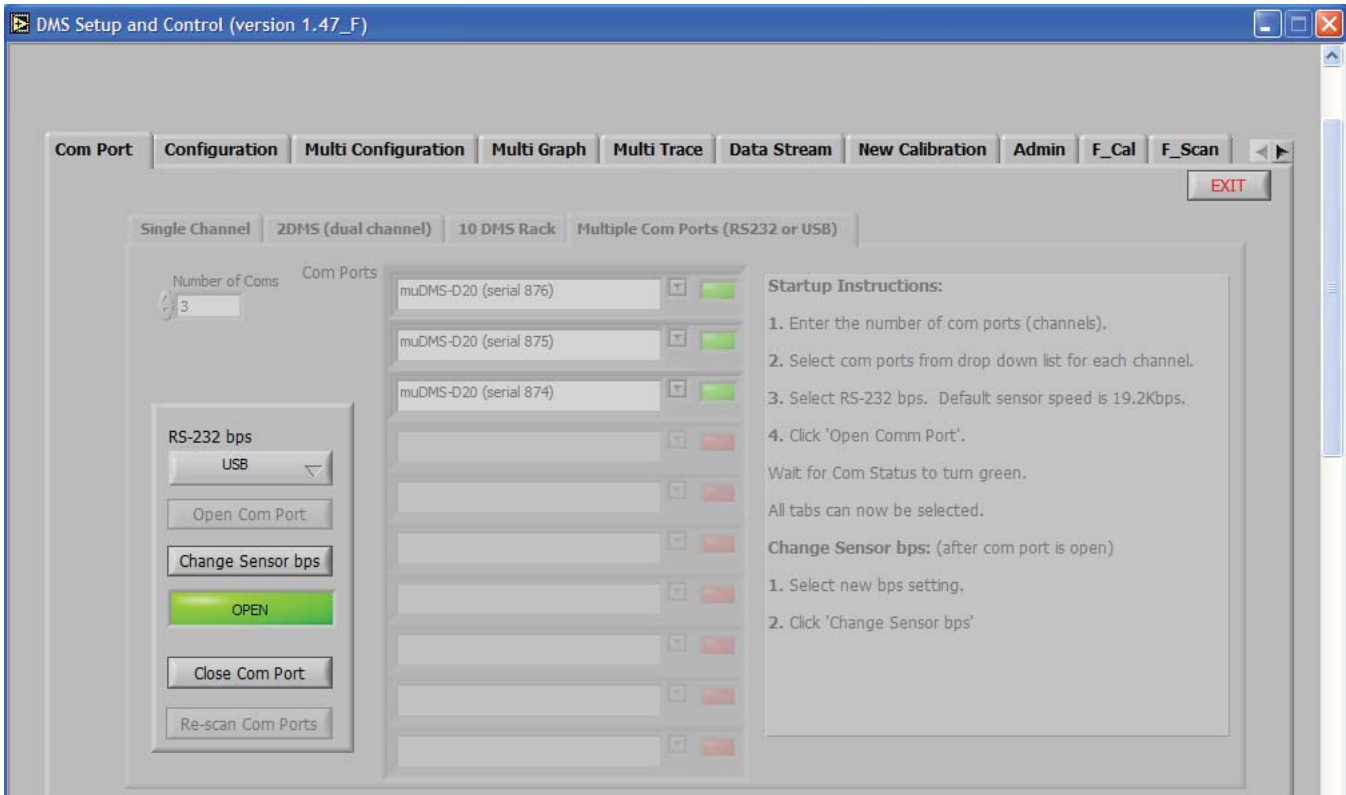 DMS Setup and Control (version 1.47_F)
Com Port Configuration Multi Configuration Multi Graph Multi Trace Data Stream New Calibration Admin F_Cal F_Scan
EXIT
Single Channel 2DMS (dual channel) 10 DMS Rack Multiple Com Ports (RS232 or USB)
Number of Coms
3
Com Ports
muDMS-D20 (serial 876)
muDMS-D20 (serial 875)
muDMS-D20 (serial 874)
RS-232 bps
USB
Open Com Port
Change Sensor bps
OPEN
Close Com Port
Re-scan Com Ports
Startup Instructions:
1. Enter the number of com ports (channels).
2. Select com ports from drop down list for each channel.
3. Select RS-232 bps. Default sensor speed is 19.2Kbps.
4. Click 'Open Comm Port'.
Wait for Com Status to turn green.
All tabs can now be selected.
Change Sensor bps: (after com port is open)
1. Select new bps setting.
2. Click 'Change Sensor bps'